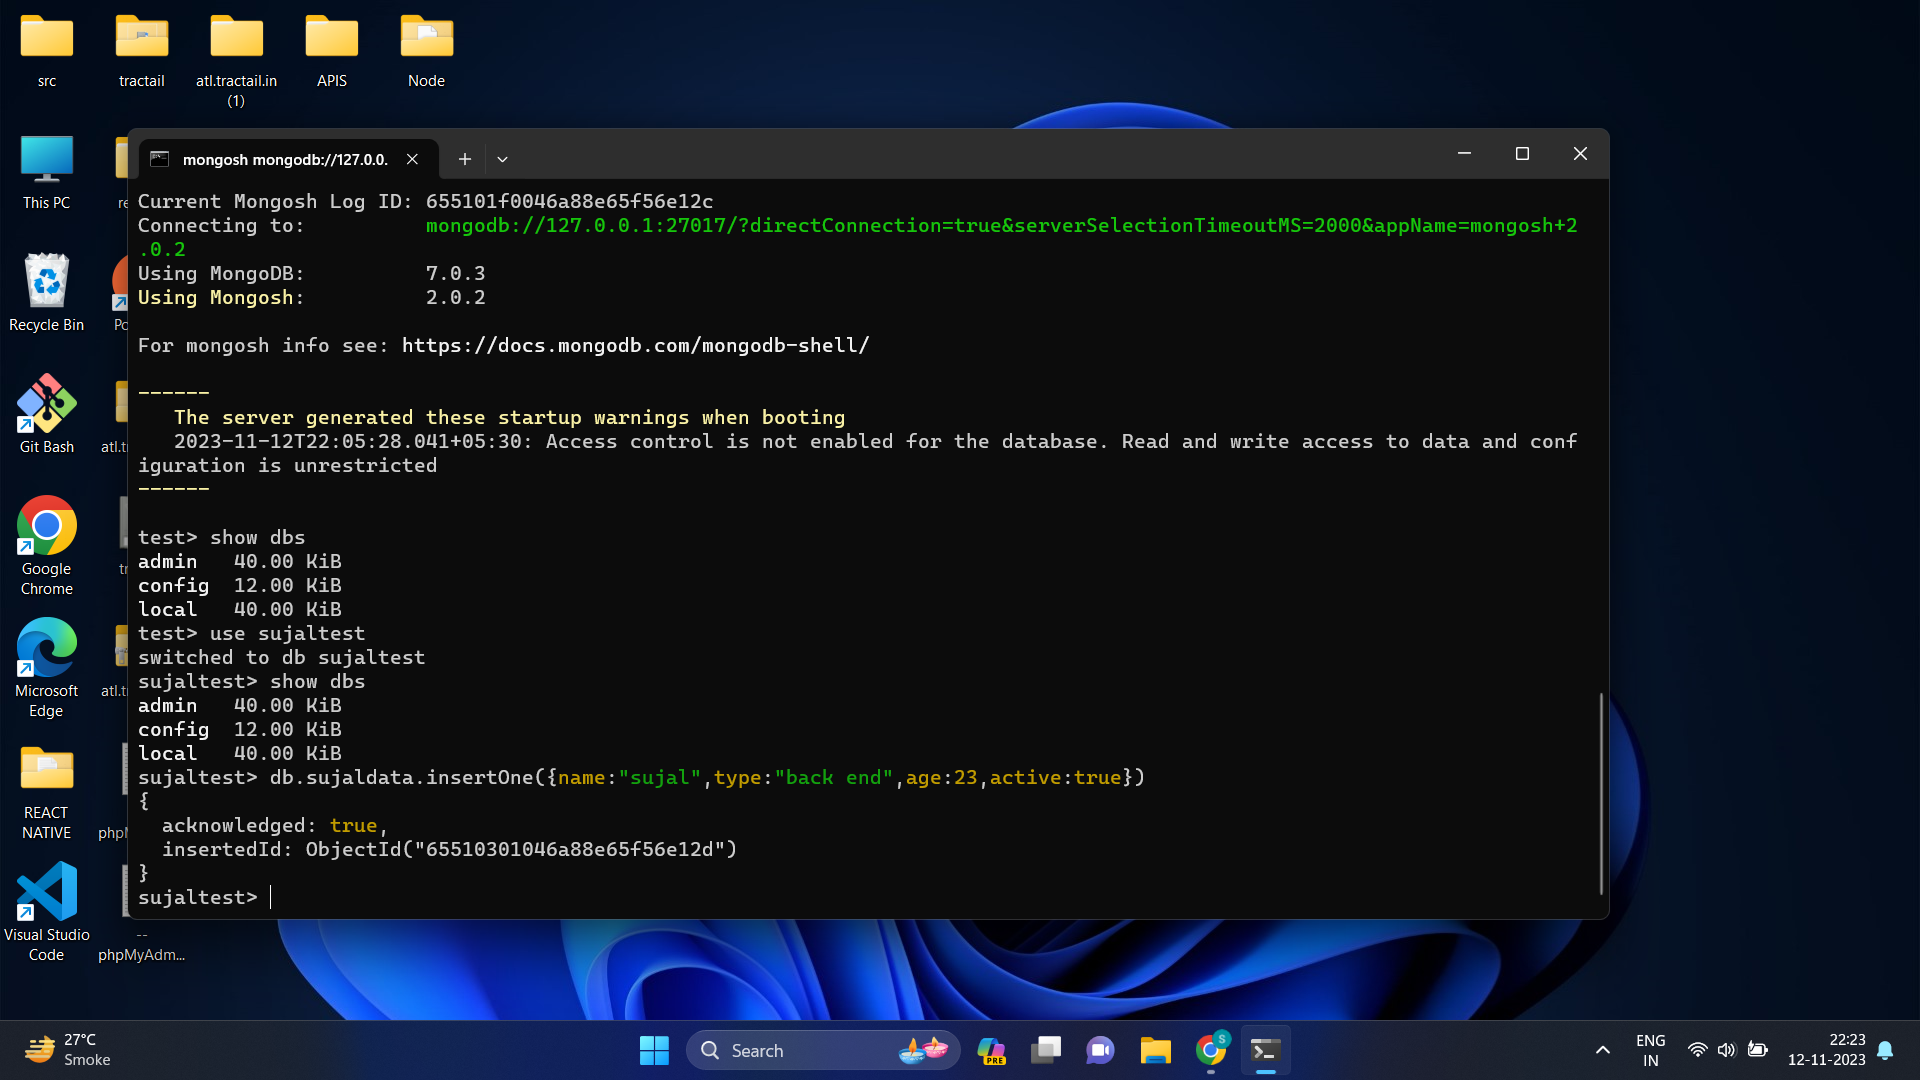 src
tractail
atl.tractail.in
(1)
APIS
Node
This PC
Recycle Bin
Git Bash
Google
Chrome
Microsoft
Edge
REACT
NATIVE
Visual Studio
Code
re
Po
atl.tr
tr
atl.tr
phpM
--
phpMyAdm...
mongosh mongodb://127.0.0.
Current Mongosh Log ID: 655101f0046a88e65f56e12c
Connecting to:          mongodb://127.0.0.1:27017/?directConnection=true&serverSelectionTimeoutMS=2000&appName=mongosh+2
.0.2
Using MongoDB:          7.0.3
Using Mongosh:          2.0.2
For mongosh info see: https://docs.mongodb.com/mongodb-shell/
------
   The server generated these startup warnings when booting
   2023-11-12T22:05:28.041+05:30: Access control is not enabled for the database. Read and write access to data and conf
iguration is unrestricted
------
test> show dbs
admin   40.00 KiB
config  12.00 KiB
local   40.00 KiB
test> use sujaltest
switched to db sujaltest
sujaltest> show dbs
admin   40.00 KiB
config  12.00 KiB
local   40.00 KiB
sujaltest> db.sujaldata.insertOne({name:"sujal",type:"back end",age:23,active:true})
{
  acknowledged: true,
  insertedId: ObjectId("65510301046a88e65f56e12d")
}
sujaltest>
27°C
Smoke
Search
PRE
S
ENG
IN
22:23
12-11-2023